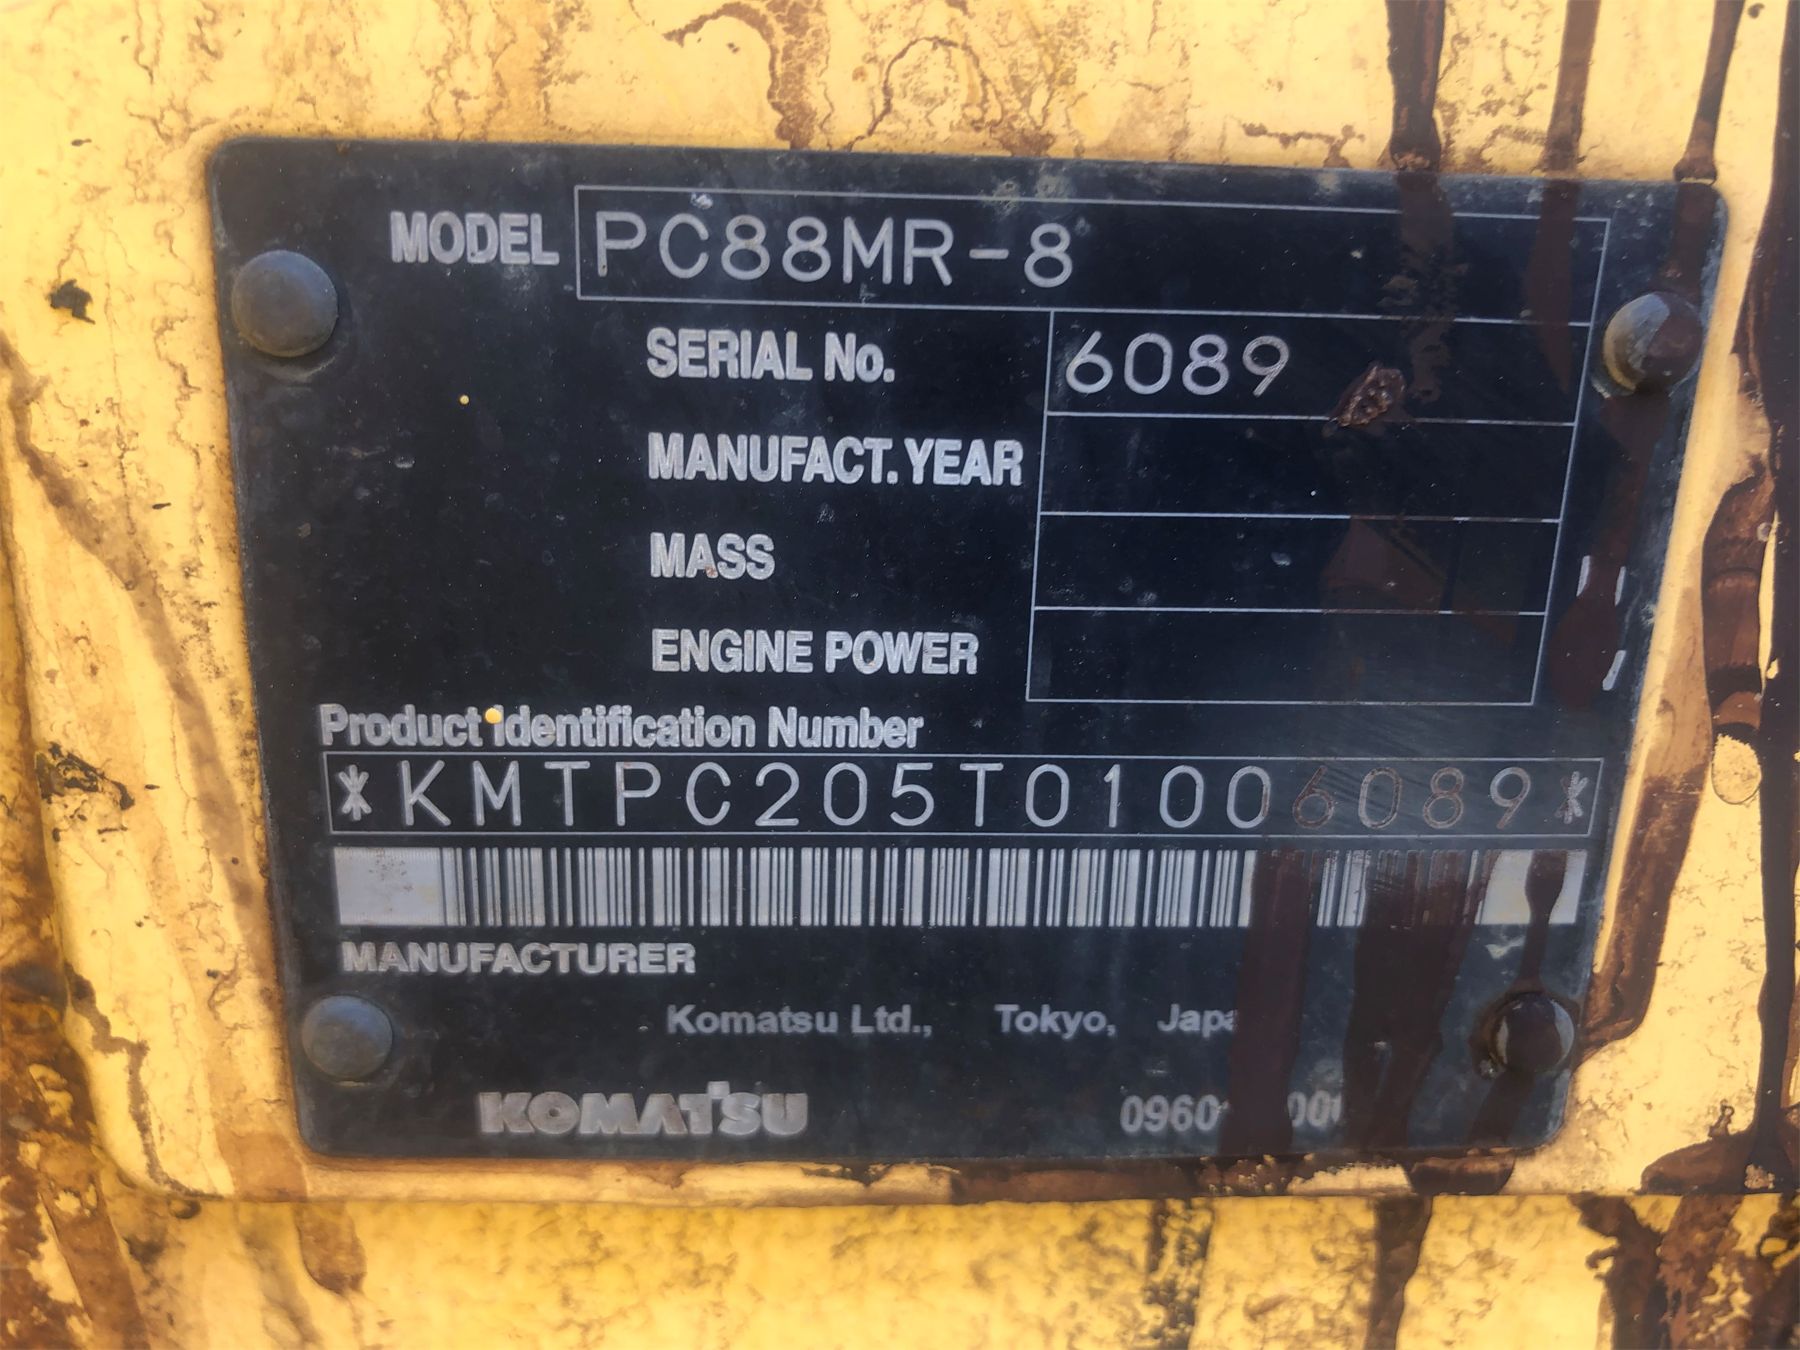 MODEL PC88MR-8
SERIAL No. 6089
MANUFACT. YEAR
MASS
ENGINE POWER
Product Identification Number
*KMTPC205T01006089*
MANUFACTURER
Komatsu Ltd., Tokyo,
KOMATSU